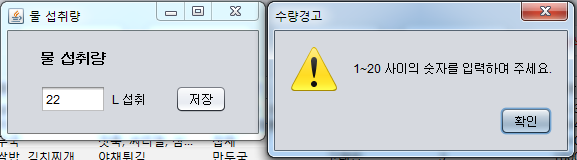 물 섭취량
물 섭취량
22 L 섭취 저장
수량경고
1~20 사이의 숫자를 입력하며 주세요.
확인
김치찌개 야채튀김 만두국